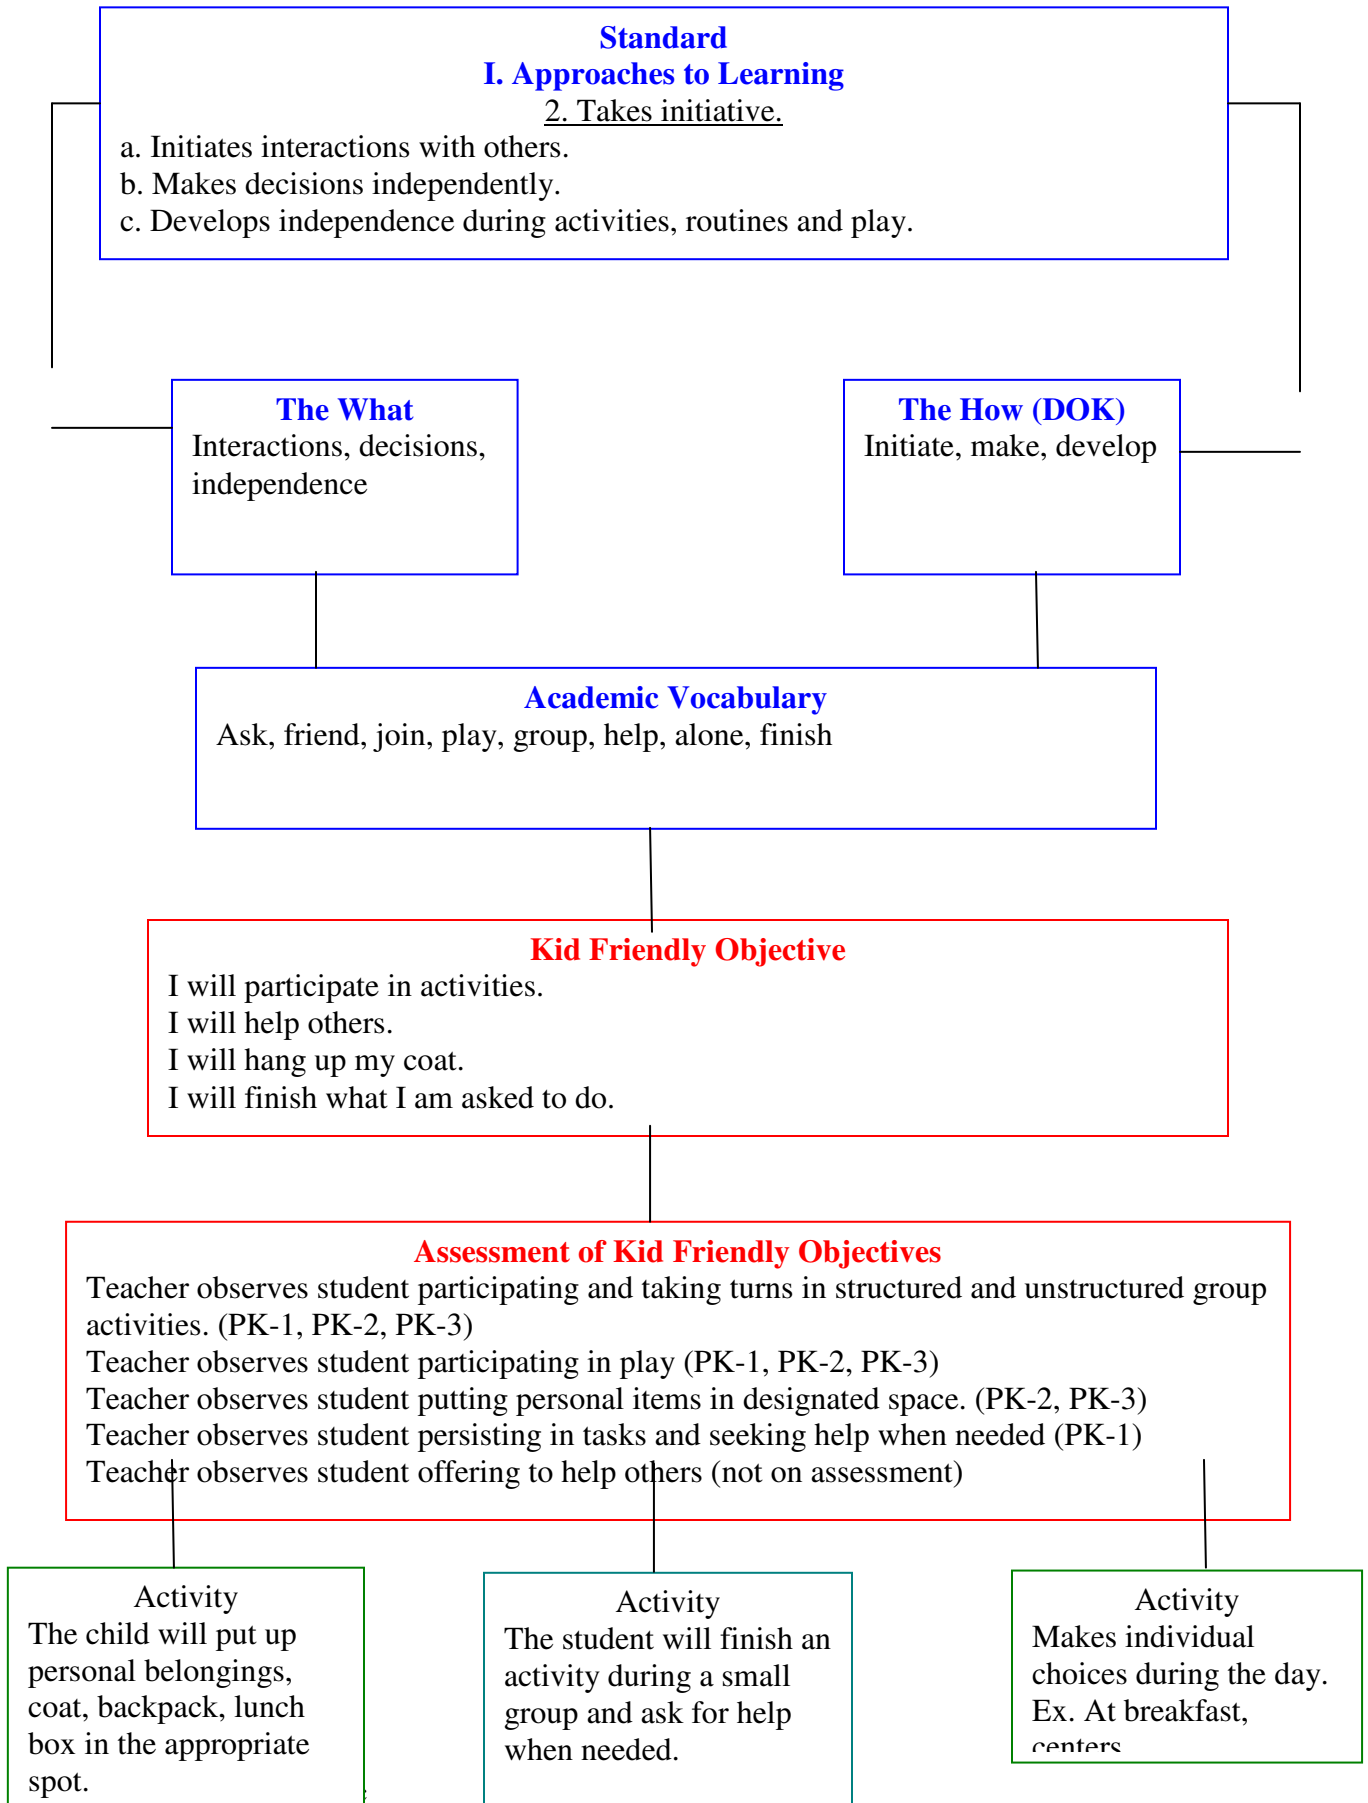 Standard
I. Approaches to Learning
2. Takes initiative.
a. Initiates interactions with others.
b. Makes decisions independently.
c. Develops independence during activities, routines and play.
The What
Interactions, decisions,
independence
The How (DOK)
Initiate, make, develop
Academic Vocabulary
Ask, friend, join, play, group, help, alone, finish
Kid Friendly Objective
I will participate in activities.
I will help others.
I will hang up my coat.
I will finish what I am asked to do.
Assessment of Kid Friendly Objectives
Teacher observes student participating and taking turns in structured and unstructured group
activities. (PK-1, PK-2, PK-3)
Teacher observes student participating in play (PK-1, PK-2, PK-3)
Teacher observes student putting personal items in designated space. (PK-2, PK-3)
Teacher observes student persisting in tasks and seeking help when needed (PK-1)
Teacher observes student offering to help others (not on assessment)
Activity
The child will put up
personal belongings,
coat, backpack, lunch
box in the appropriate
spot.
Activity
The student will finish an
activity during a small
group and ask for help
when needed.
Activity
Makes individual
choices during the day.
Ex. At breakfast,
centers